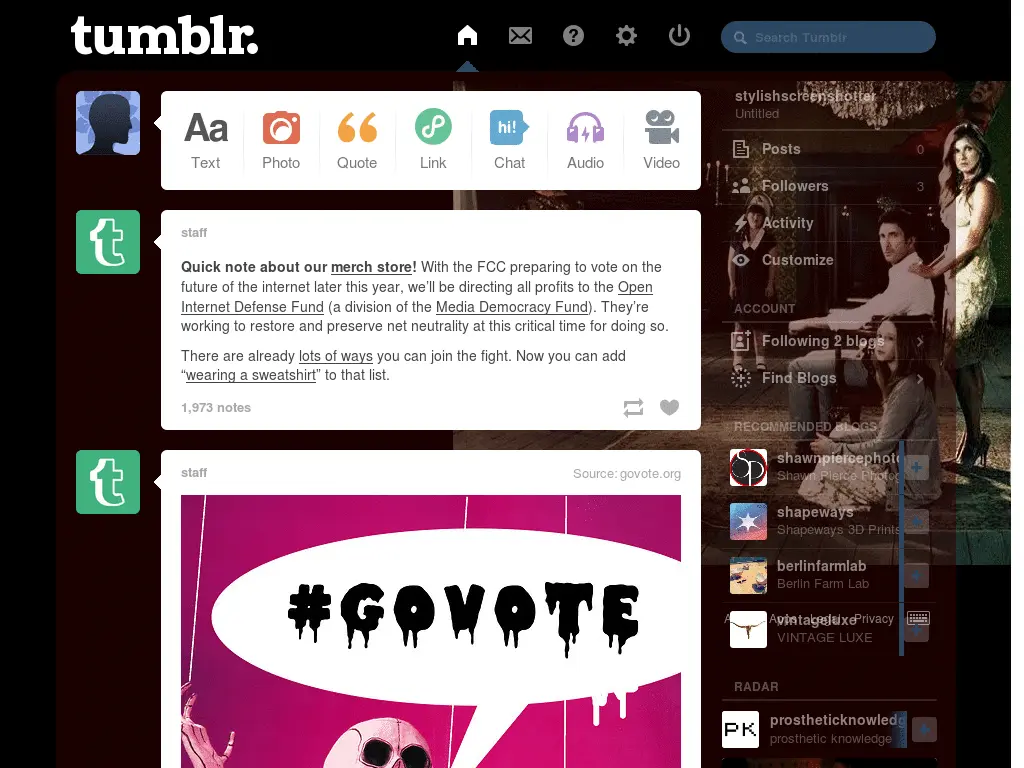 tumblr.
Search Tumblr
Aa
hi!
Text
Photo
Quote
Link
Chat
Audio
Video
staff
Quick note about our merch store! With the FCC preparing to vote on the
future of the internet later this year, we’ll be directing all profits to the Open
Internet Defense Fund (a division of the Media Democracy Fund). They’re
working to restore and preserve net neutrality at this critical time for doing so.
There are already lots of ways you can join the fight. Now you can add
“wearing a sweatshirt” to that list.
1,973 notes
staff
Source: govote.org
#GOVOTE
stylishscreenshotter
Untitled
Posts 0
Followers 3
Activity
Customize
ACCOUNT
Following 2 blogs
Find Blogs
RECOMMENDED BLOGS
shawnpiercephoto
Shawn Pierce Photog
shapeways
Shapeways 3D Prints
berlinfarmlab
Berlin Farm Lab
vintageluxe
VINTAGE LUXE
Apps Legal Privacy
RADAR
PK
prostheticknowledg
prosthetic knowledge